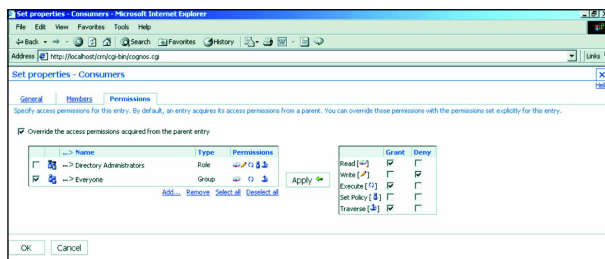 Set properties - Consumers - Microsoft Internet Explorer
File Edit View Favorites Tools Help
Back Search Favorites History
Address http://localhost/crn/cgi-bin/cognos.cgi Links
Set properties - Consumers
Help
General Members Permissions
Specify access permissions for this entry. By default, an entry acquires its access permissions from a parent. You can override these permissions with the permissions set explicitly for this entry.
Override the access permissions acquired from the parent entry
...> Name Type Permissions
...> Directory Administrators Role
...> Everyone Group
Add... Remove Select all Deselect all
Apply
Grant Deny
Read [ ]
Write [ ]
Execute [ ]
Set Policy [ ]
Traverse [ ]
OK Cancel